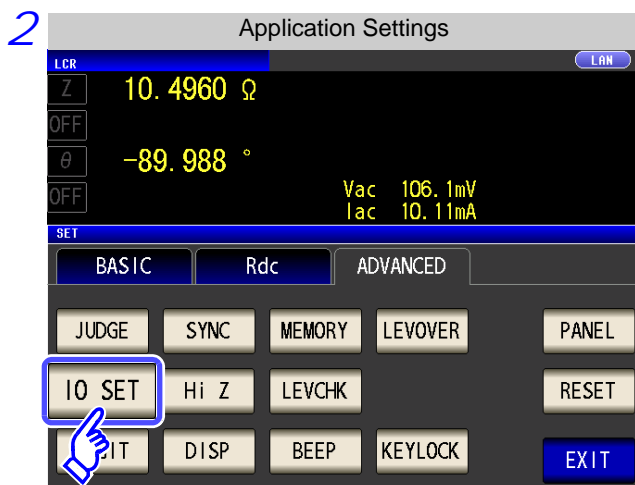 2 Application Settings
LCR LAN
Z 10.4960 Ω
OFF
θ -89.988 °
OFF
Vac 106.1mV
Iac 10.11mA
SET
BASIC Rdc ADVANCED
JUDGE SYNC MEMORY LEVOVER PANEL
IO SET Hi Z LEVCHK RESET
IT DISP BEEP KEYLOCK EXIT